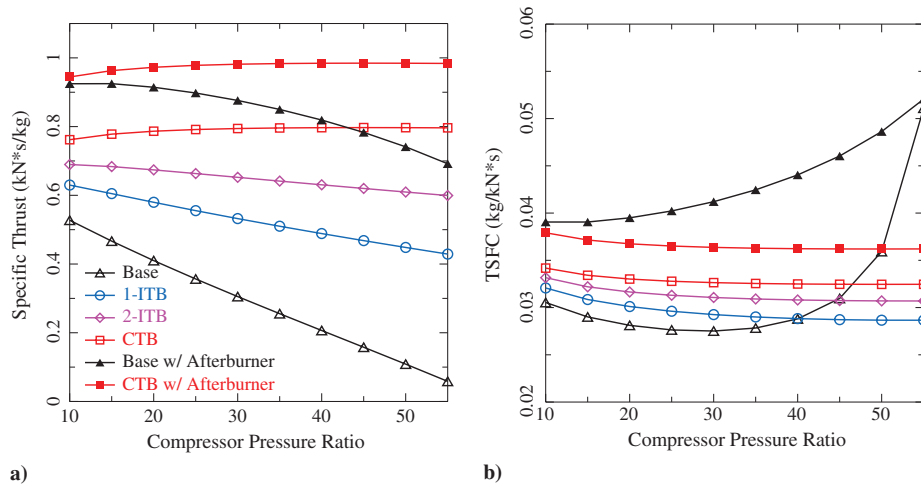 Specific Thrust (kN*s/kg)
1
0.8
0.6
0.4
0.2
0
Base
1-ITB
2-ITB
CTB
Base w/ Afterburner
CTB w/ Afterburner
10 20 30 40 50
Compressor Pressure Ratio
a)
TSFC (kg/kN*s)
0.06
0.05
0.04
0.03
0.02
10 20 30 40 50
Compressor Pressure Ratio
b)